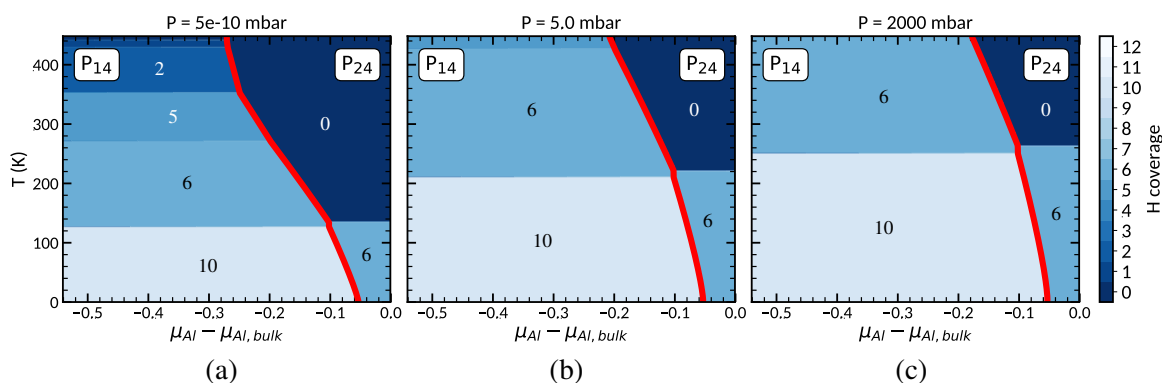 P = 5e-10 mbar
P = 5.0 mbar
P = 2000 mbar
T (K)
400
300
200
100
0
P14
P24
2
5
6
10
0
6
−0.5 −0.4 −0.3 −0.2 −0.1 0.0
μAl − μAl,bulk
(a)
P14
P24
6
10
0
6
−0.5 −0.4 −0.3 −0.2 −0.1 0.0
μAl − μAl,bulk
(b)
P14
P24
6
10
0
6
−0.5 −0.4 −0.3 −0.2 −0.1 0.0
μAl − μAl,bulk
(c)
12
11
10
9
8
7
6
5
4
3
2
1
0
H coverage